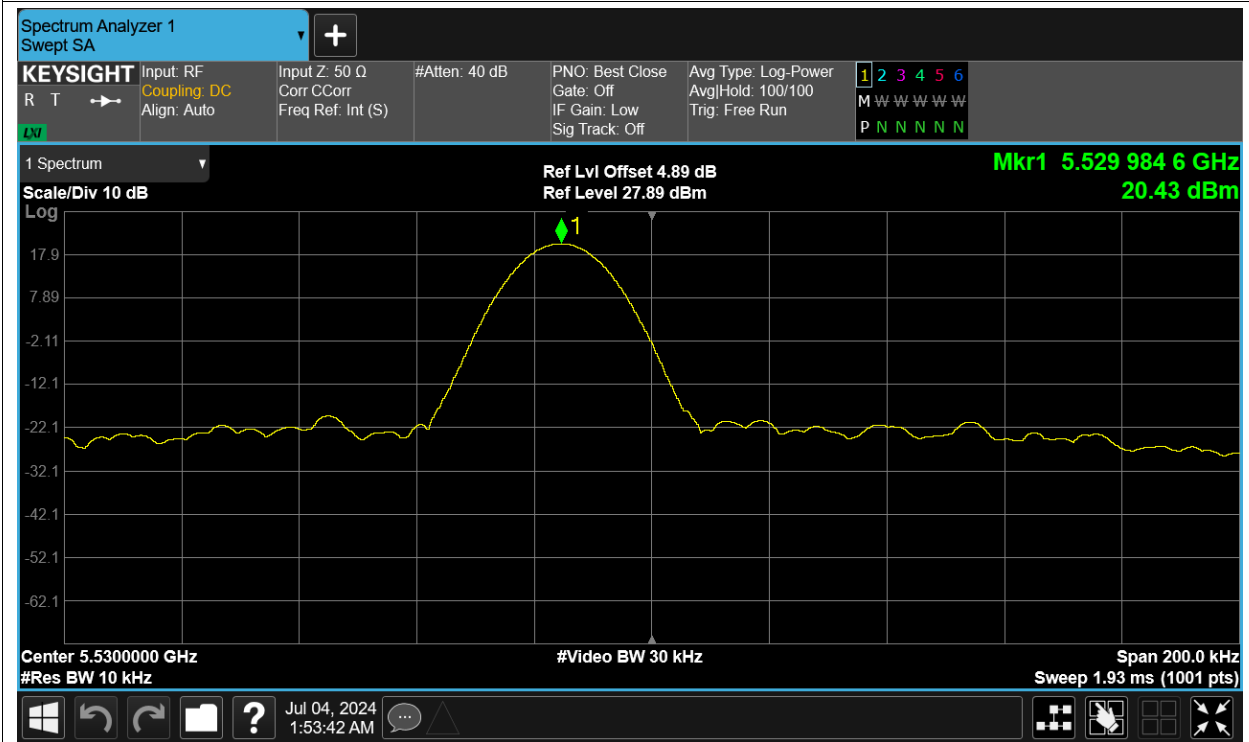 Spectrum Analyzer 1
Swept SA
KEYSIGHT
R T
LXI
Input: RF
Coupling: DC
Align: Auto
Input Z: 50 Ω
Corr CCorr
Freq Ref: Int (S)
#Atten: 40 dB
PNO: Best Close
Gate: Off
IF Gain: Low
Sig Track: Off
Avg Type: Log-Power
Avg|Hold: 100/100
Trig: Free Run
1 2 3 4 5 6
M W W W W W
P N N N N N
1 Spectrum
Scale/Div 10 dB
Log
Ref Lvl Offset 4.89 dB
Ref Level 27.89 dBm
Mkr1 5.529 984 6 GHz
20.43 dBm
1
17.9
7.89
-2.11
-12.1
-22.1
-32.1
-42.1
-52.1
-62.1
Center 5.5300000 GHz
#Res BW 10 kHz
#Video BW 30 kHz
Span 200.0 kHz
Sweep 1.93 ms (1001 pts)
?
Jul 04, 2024
1:53:42 AM